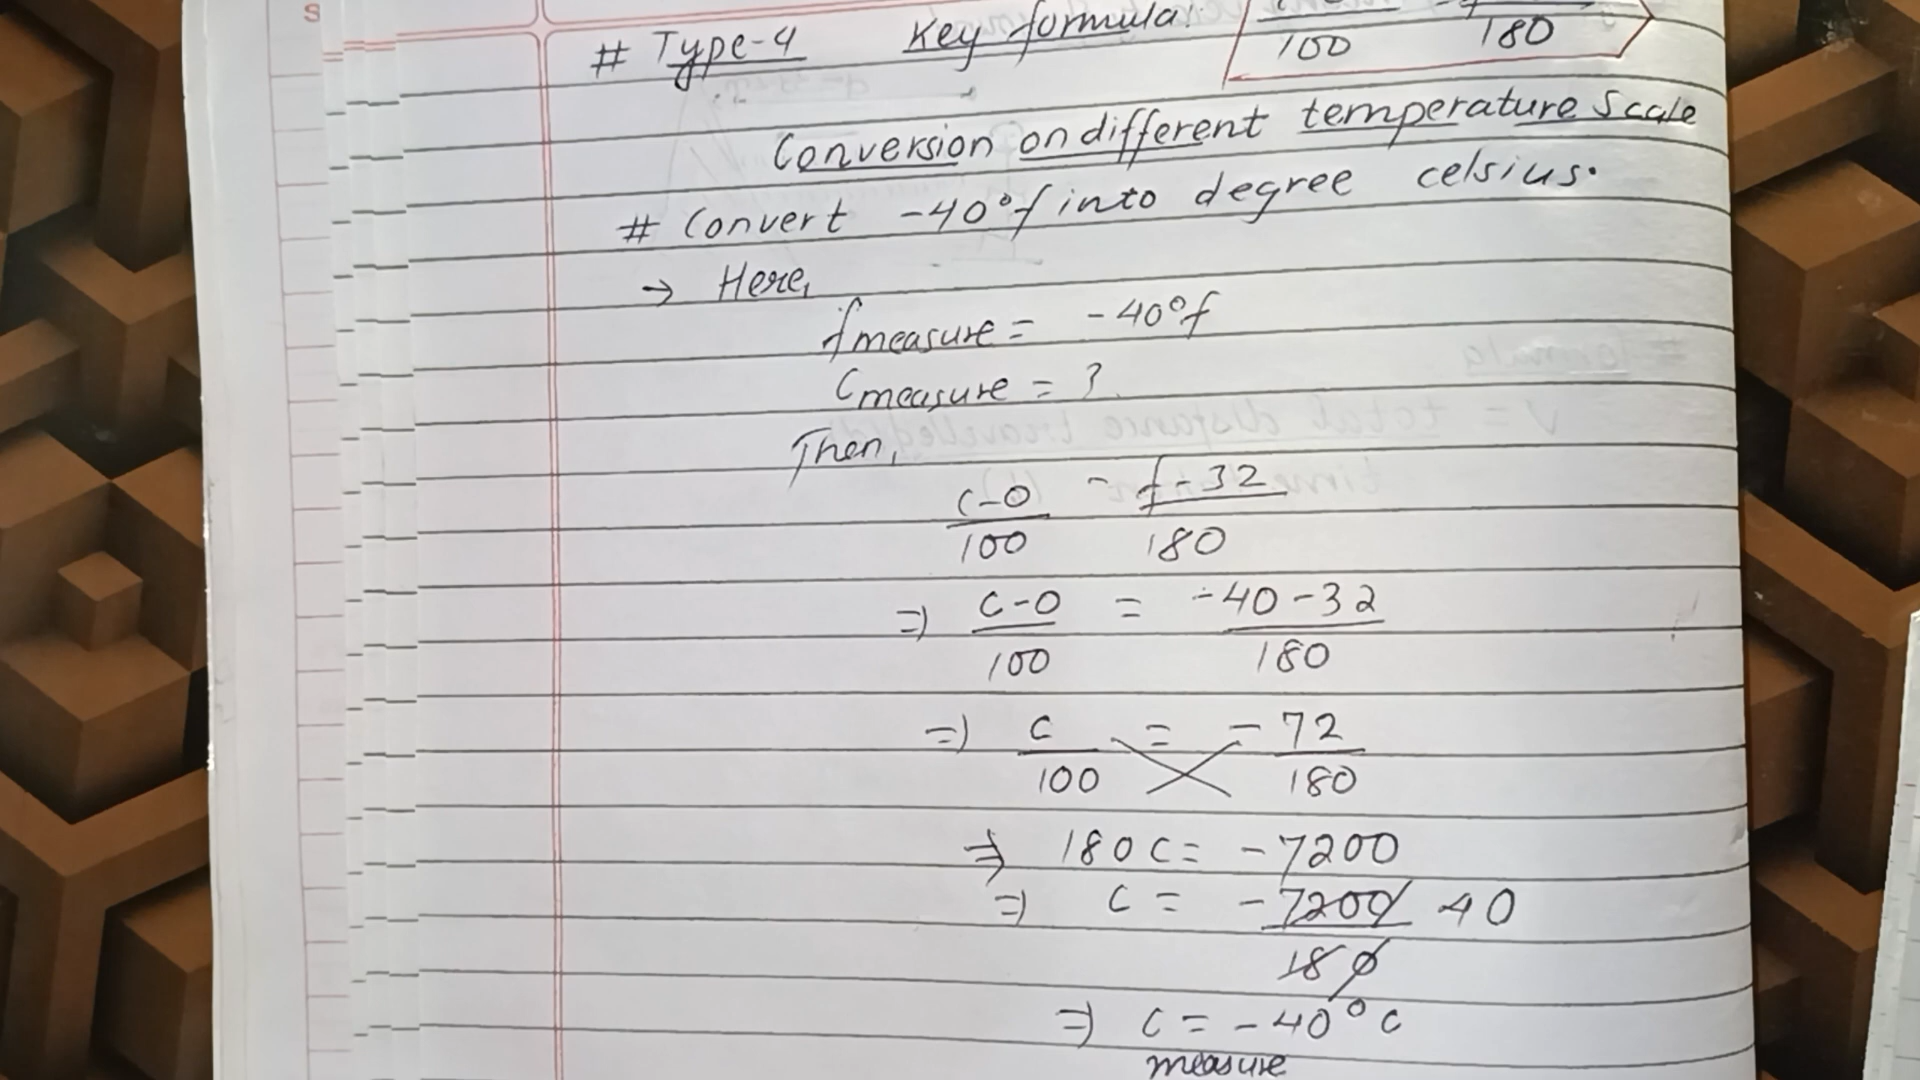 S
# Type-4 Key formula:
100 180
Conversion on different temperature Scale
# Convert -40°f into degree celsius.
→ Here,
fmeasure = -40°f
Cmeasure = ?
Then,
C-0 - f-32
100 180
⇒ C-0 = -40-32
100 180
⇒ C = -72
100 180
⇒ 180C = -7200
⇒ C = -7200 40
180
⇒ C = -40°C
measure